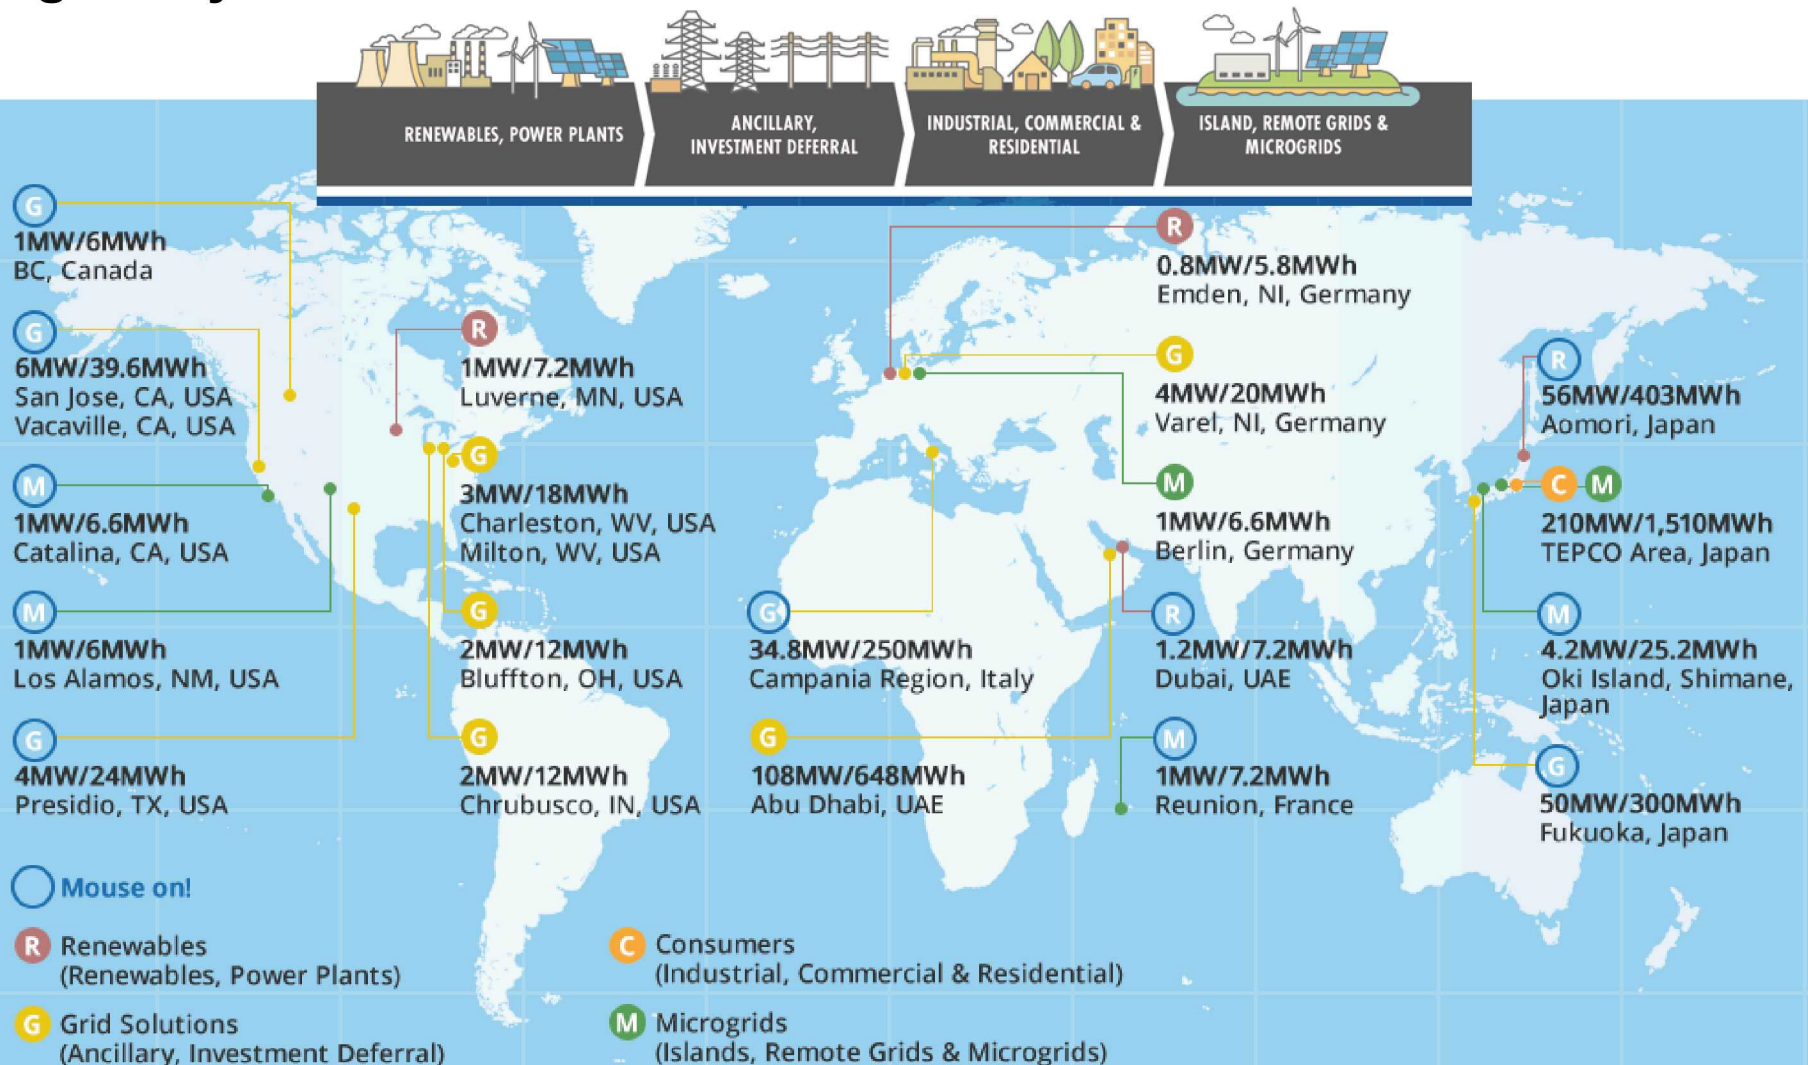 RENEWABLES, POWER PLANTS
ANCILLARY,
INVESTMENT DEFERRAL
INDUSTRIAL, COMMERCIAL &
RESIDENTIAL
ISLAND, REMOTE GRIDS &
MICROGRIDS
G
1MW/6MWh
BC, Canada
G
6MW/39.6MWh
San Jose, CA, USA
Vacaville, CA, USA
M
1MW/6.6MWh
Catalina, CA, USA
M
1MW/6MWh
Los Alamos, NM, USA
G
4MW/24MWh
Presidio, TX, USA
R
1MW/7.2MWh
Luverne, MN, USA
G
3MW/18MWh
Charleston, WV, USA
Milton, WV, USA
G
2MW/12MWh
Bluffton, OH, USA
G
2MW/12MWh
Chrubusco, IN, USA
G
34.8MW/250MWh
Campania Region, Italy
G
108MW/648MWh
Abu Dhabi, UAE
R
0.8MW/5.8MWh
Emden, NI, Germany
G
4MW/20MWh
Varel, NI, Germany
M
1MW/6.6MWh
Berlin, Germany
R
1.2MW/7.2MWh
Dubai, UAE
M
1MW/7.2MWh
Reunion, France
R
56MW/403MWh
Aomori, Japan
C M
210MW/1,510MWh
TEPCO Area, Japan
M
4.2MW/25.2MWh
Oki Island, Shimane,
Japan
G
50MW/300MWh
Fukuoka, Japan
Mouse on!
R Renewables
(Renewables, Power Plants)
G Grid Solutions
(Ancillary, Investment Deferral)
C Consumers
(Industrial, Commercial & Residential)
M Microgrids
(Islands, Remote Grids & Microgrids)